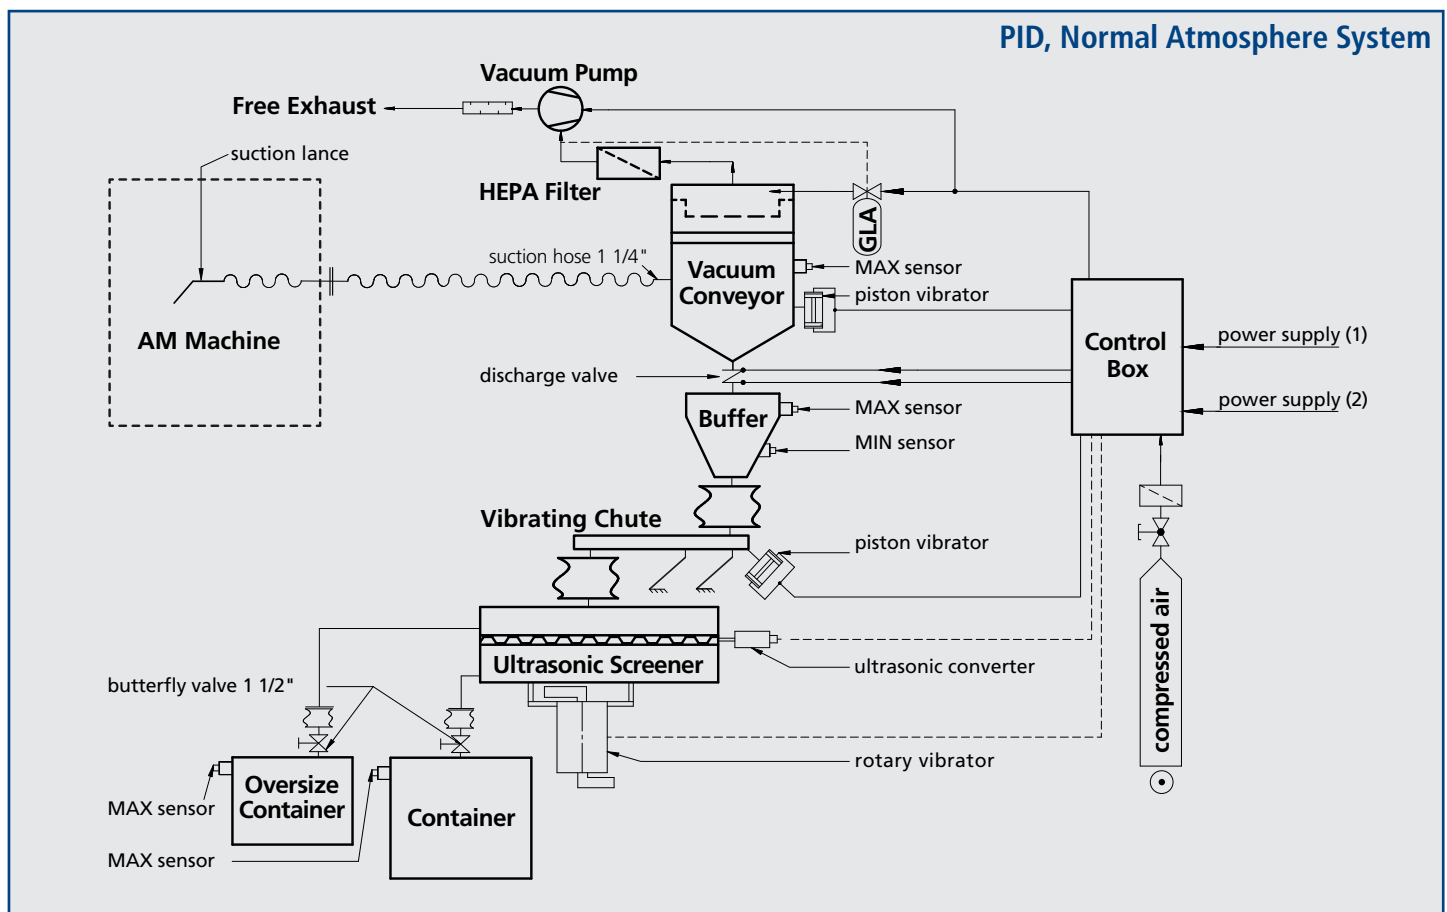 PID, Normal Atmosphere System
Vacuum Pump
Free Exhaust
suction lance
HEPA Filter
GLA
suction hose 1 1/4"
MAX sensor
Vacuum
Conveyor
piston vibrator
AM Machine
Control
Box
power supply (1)
discharge valve
power supply (2)
Buffer
MAX sensor
MIN sensor
Vibrating Chute
piston vibrator
compressed air
Ultrasonic Screener
ultrasonic converter
butterfly valve 1 1/2"
rotary vibrator
Oversize
Container
MAX sensor
Container
MAX sensor